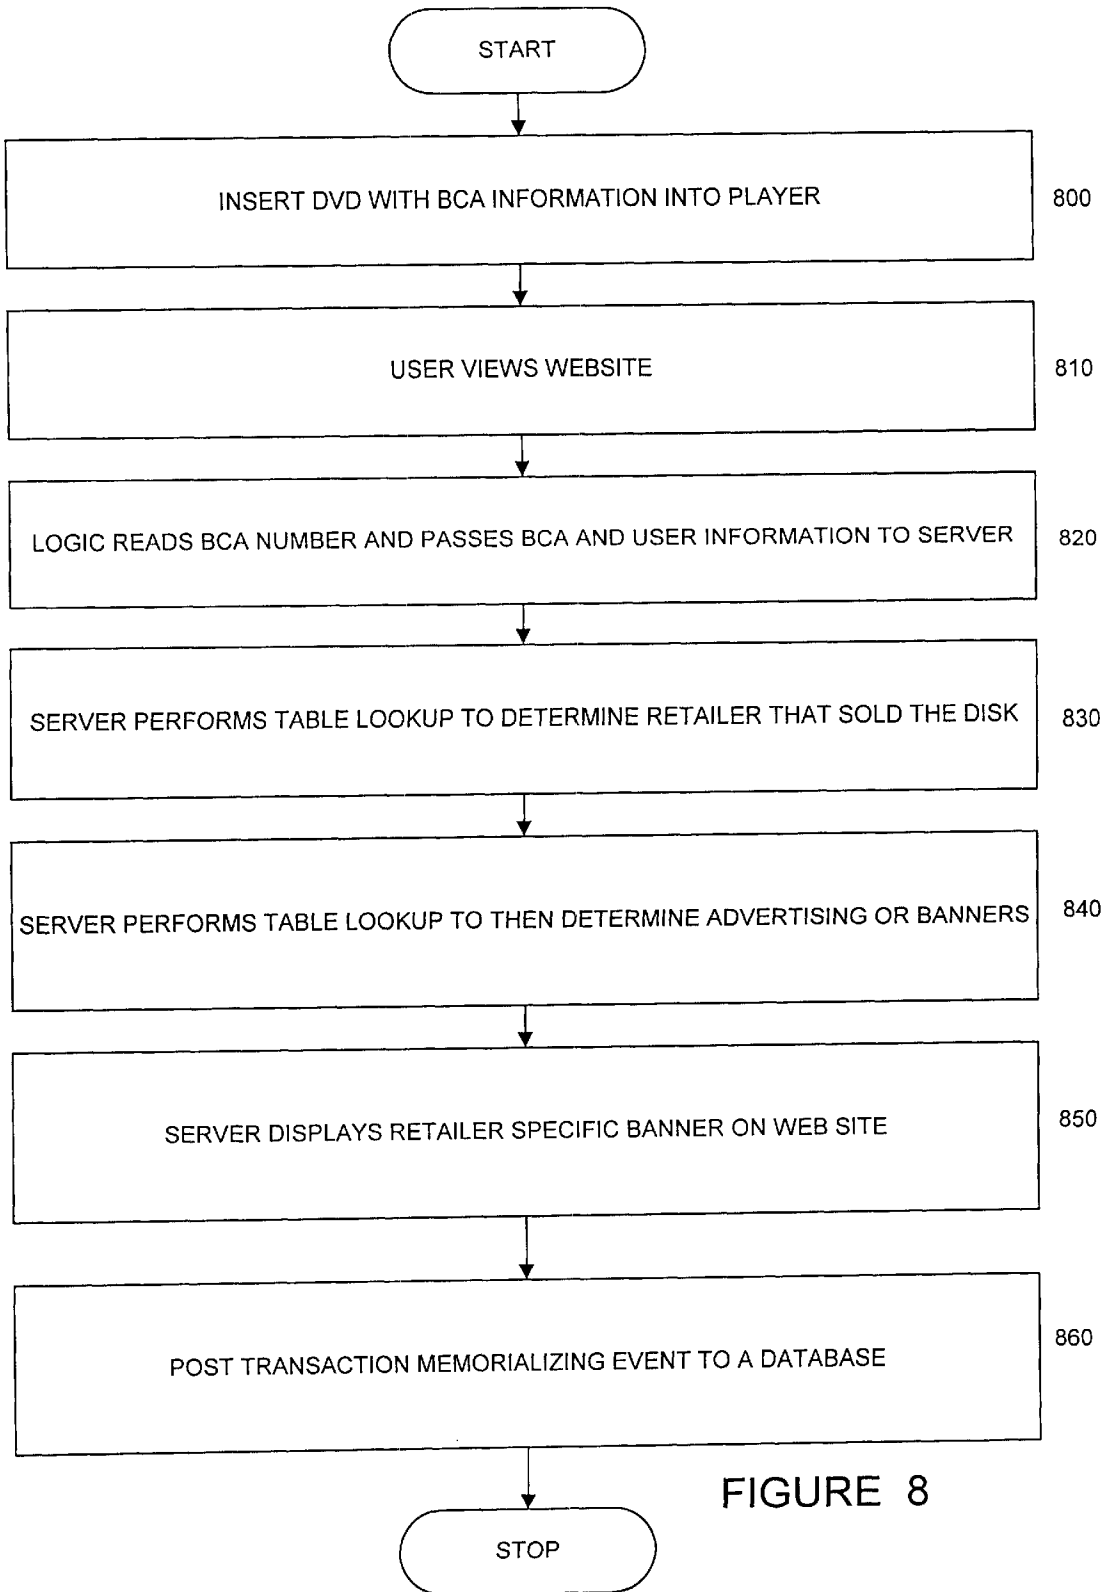 START
INSERT DVD WITH BCA INFORMATION INTO PLAYER
800
USER VIEWS WEBSITE
810
LOGIC READS BCA NUMBER AND PASSES BCA AND USER INFORMATION TO SERVER
820
SERVER PERFORMS TABLE LOOKUP TO DETERMINE RETAILER THAT SOLD THE DISK
830
SERVER PERFORMS TABLE LOOKUP TO THEN DETERMINE ADVERTISING OR BANNERS
840
SERVER DISPLAYS RETAILER SPECIFIC BANNER ON WEB SITE
850
POST TRANSACTION MEMORIALIZING EVENT TO A DATABASE
860
FIGURE 8
STOP